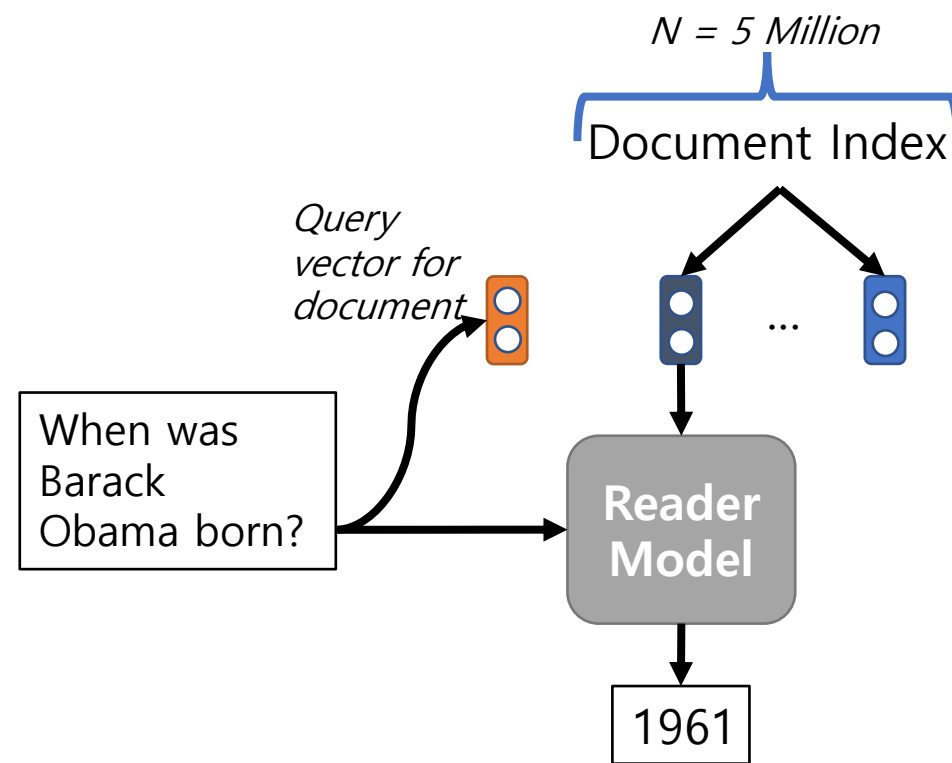 N = 5 Million
Document Index
Query
vector for
document
...
When was
Barack
Obama born?
Reader
Model
1961